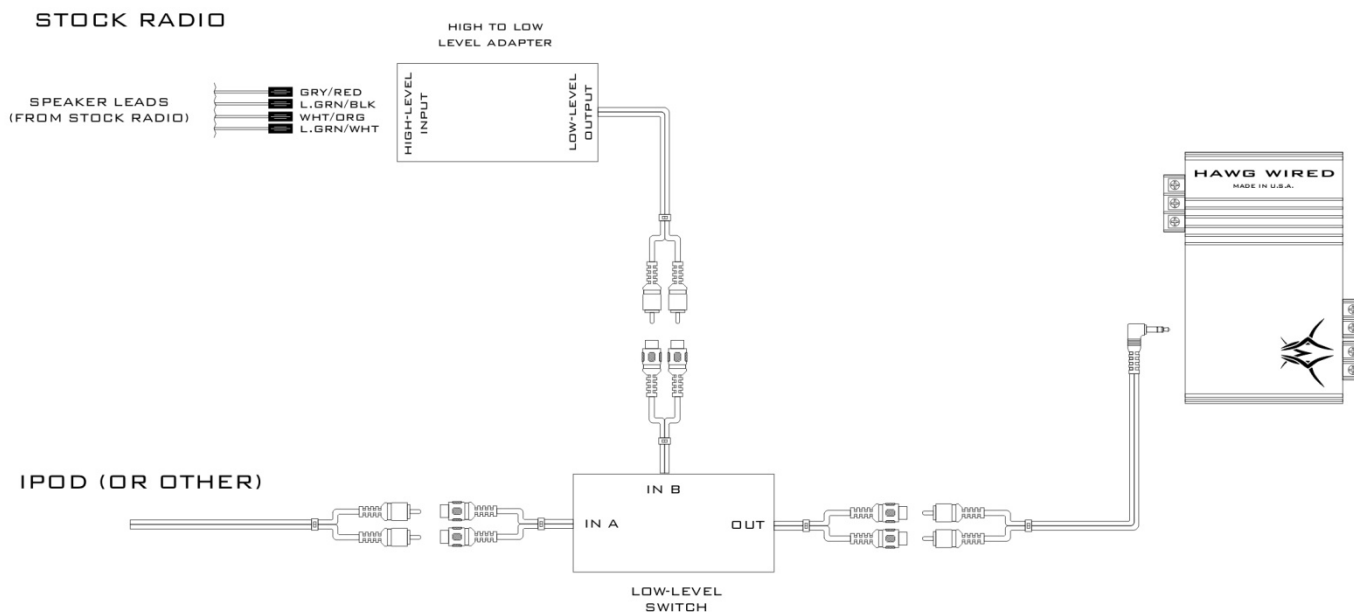 STOCK RADIO
HIGH TO LOW
LEVEL ADAPTER
SPEAKER LEADS
(FROM STOCK RADIO)
GRY/RED
L.GRN/BLK
WHT/ORG
L.GRN/WHT
HIGH-LEVEL
INPUT
LOW-LEVEL
OUTPUT
HAWG WIRED
MADE IN U.S.A.
IPOD (OR OTHER)
IN B
IN A
OUT
LOW-LEVEL
SWITCH